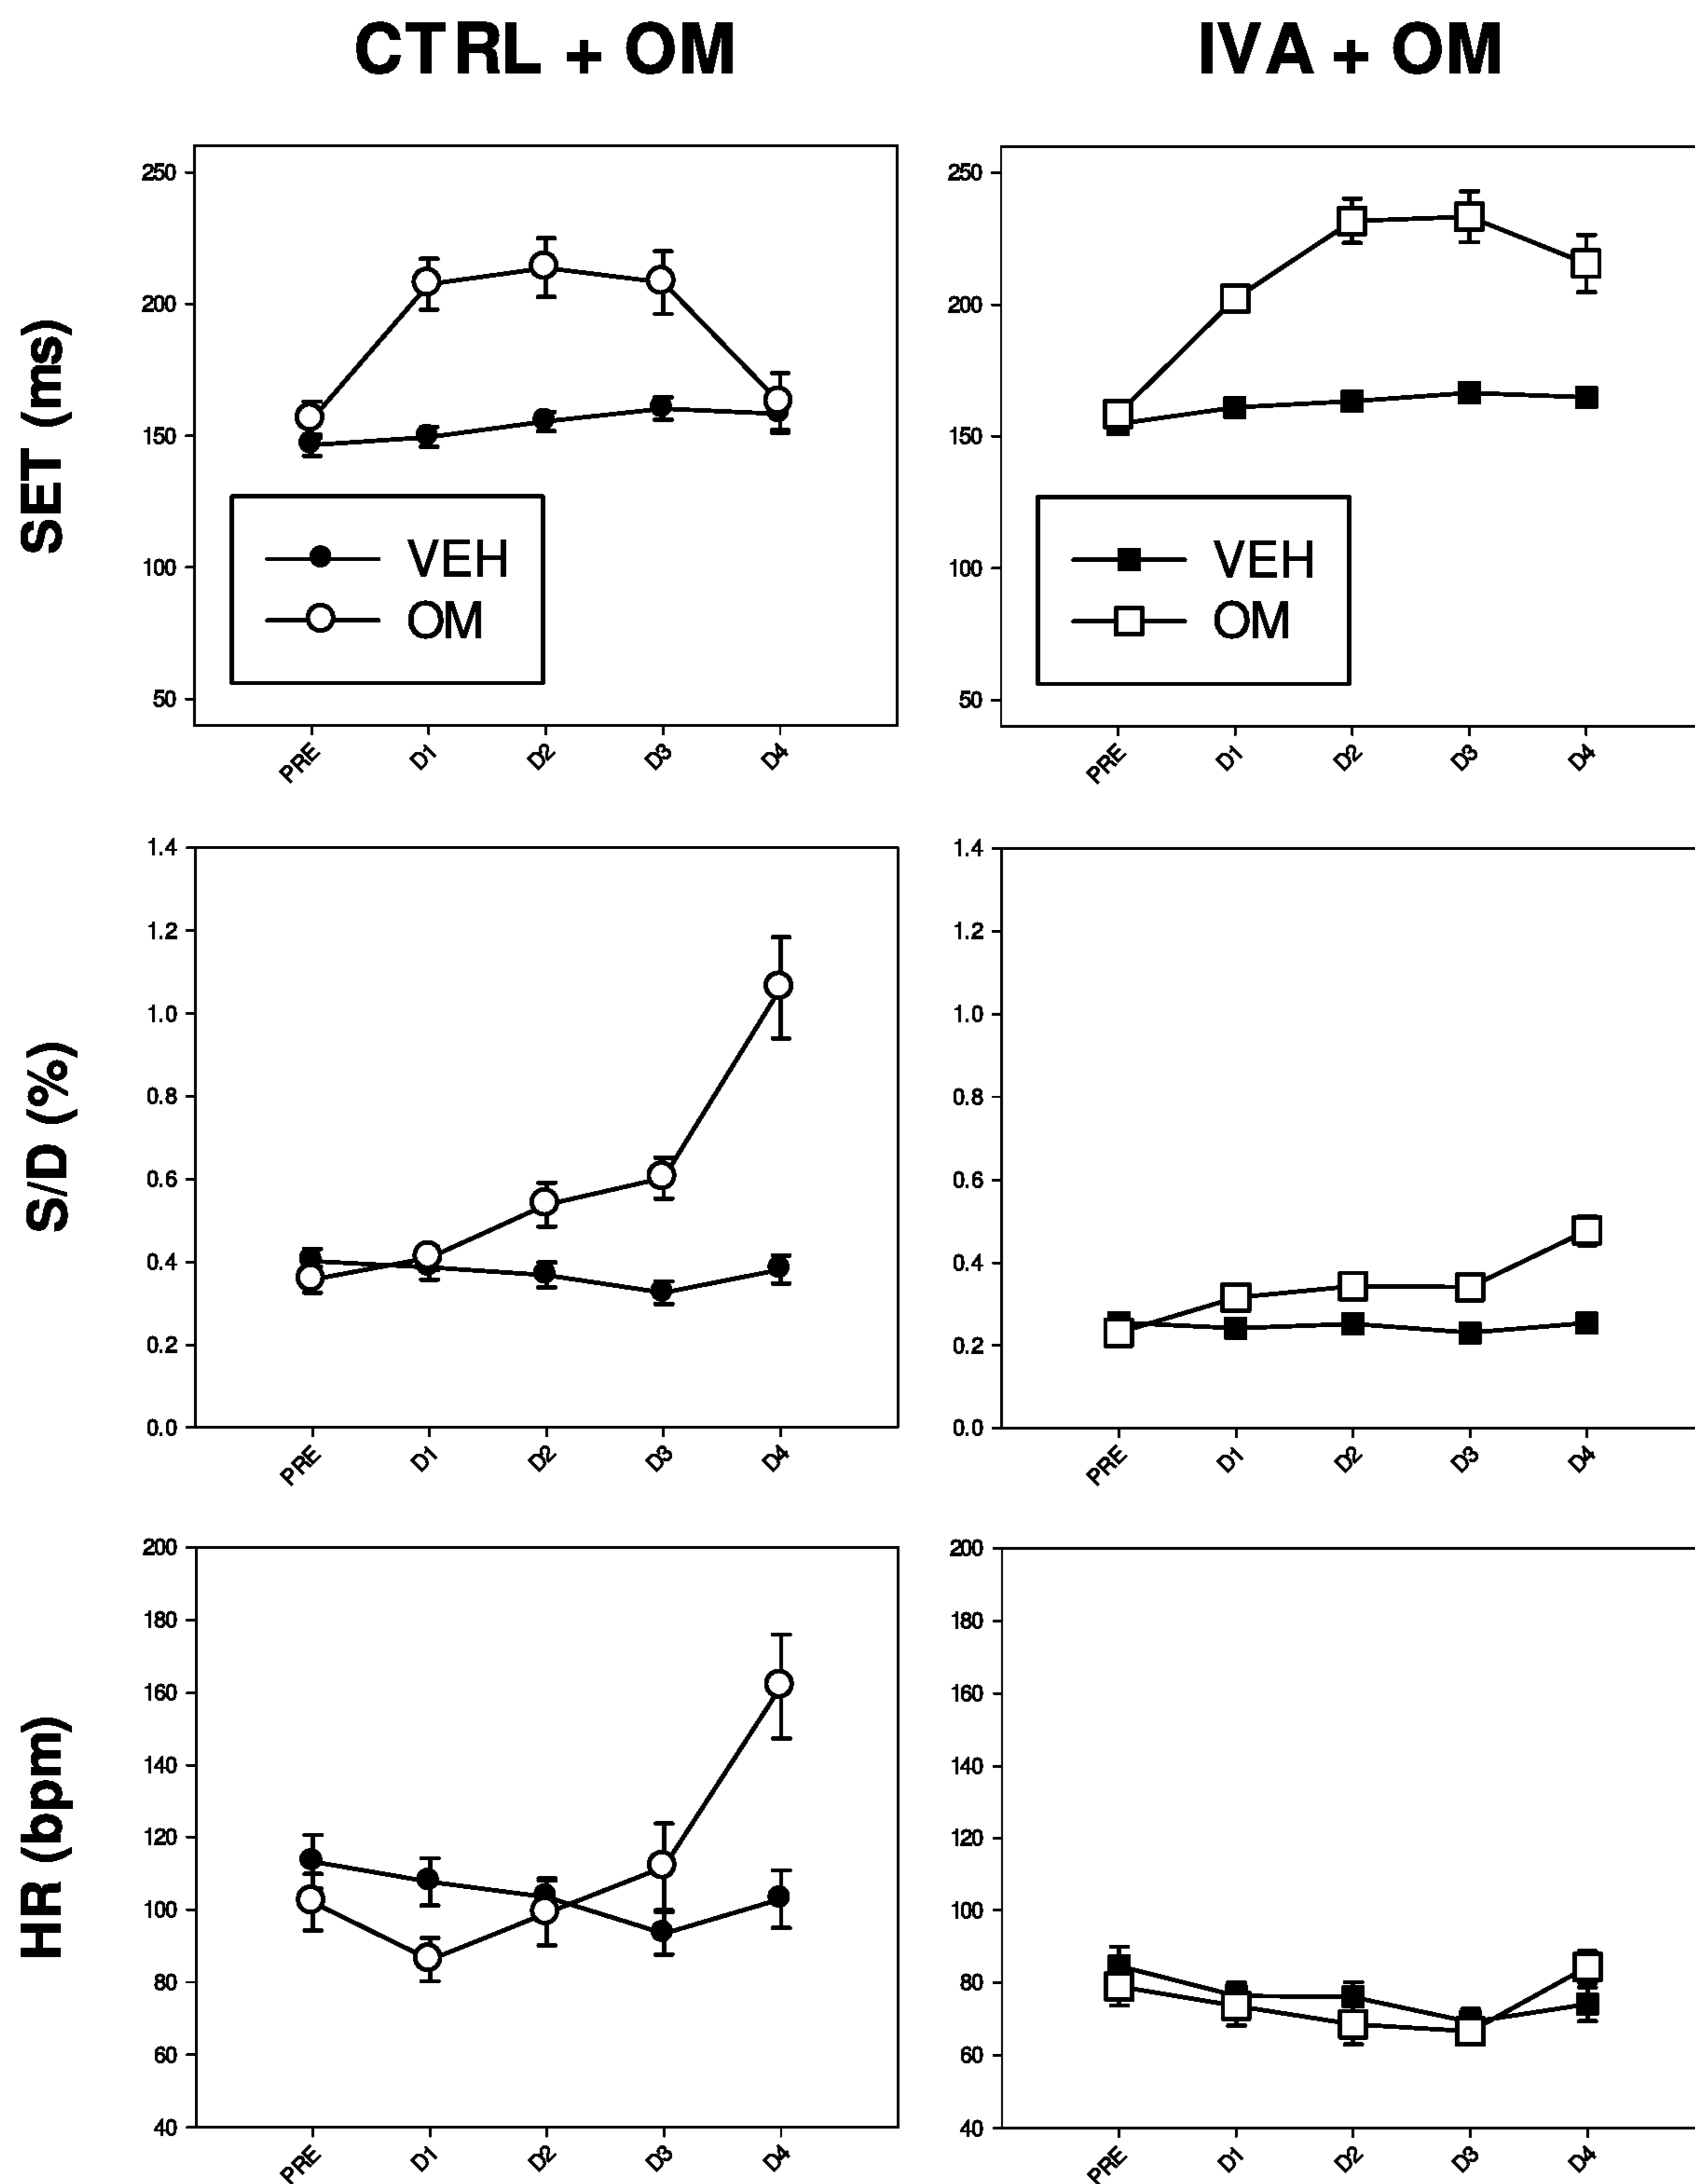 CTRL + OM
IVA + OM
SET (ms)
250
200
150
100
50
VEH
OM
PRE
D1
D2
D3
D4
250
200
150
100
50
VEH
OM
PRE
D1
D2
D3
D4
S/D (%)
1.4
1.2
1.0
0.8
0.6
0.4
0.2
0.0
PRE
D1
D2
D3
D4
1.4
1.2
1.0
0.8
0.6
0.4
0.2
0.0
PRE
D1
D2
D3
D4
HR (bpm)
200
180
160
140
120
100
80
60
40
PRE
D1
D2
D3
D4
200
180
160
140
120
100
80
60
40
PRE
D1
D2
D3
D4